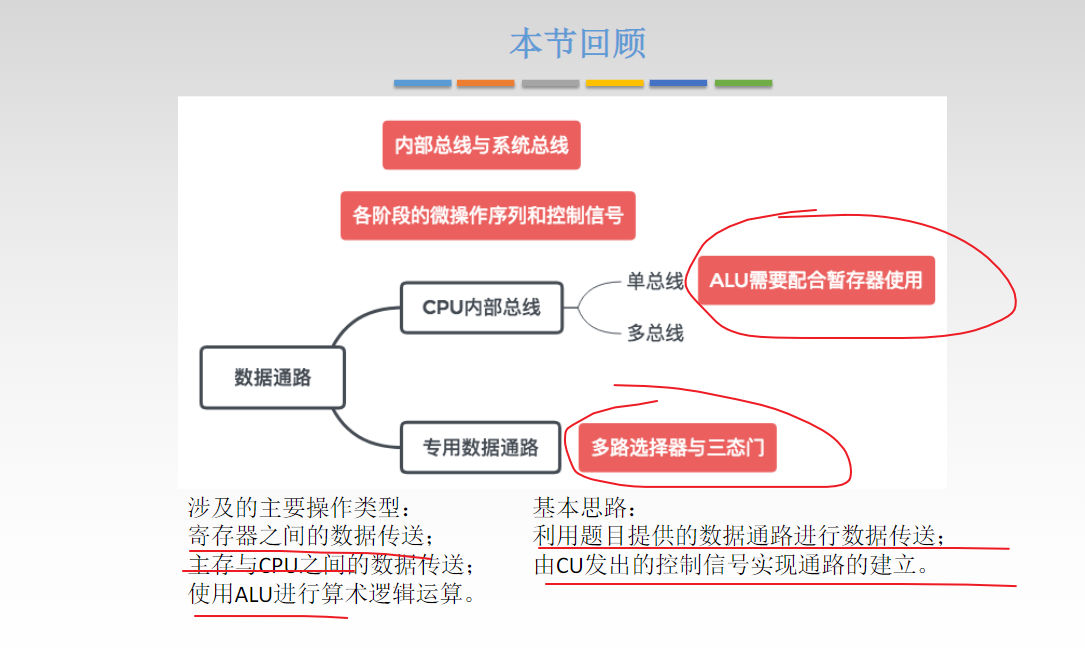 本节回顾
内部总线与系统总线
各阶段的微操作序列和控制信号
单总线
ALU需要配合暂存器使用
CPU内部总线
多总线
数据通路
专用数据通路
多路选择器与三态门
涉及的主要操作类型：
寄存器之间的数据传送；
主存与CPU之间的数据传送；
使用ALU进行算术逻辑运算。
基本思路：
利用题目提供的数据通路进行数据传送；
由CU发出的控制信号实现通路的建立。